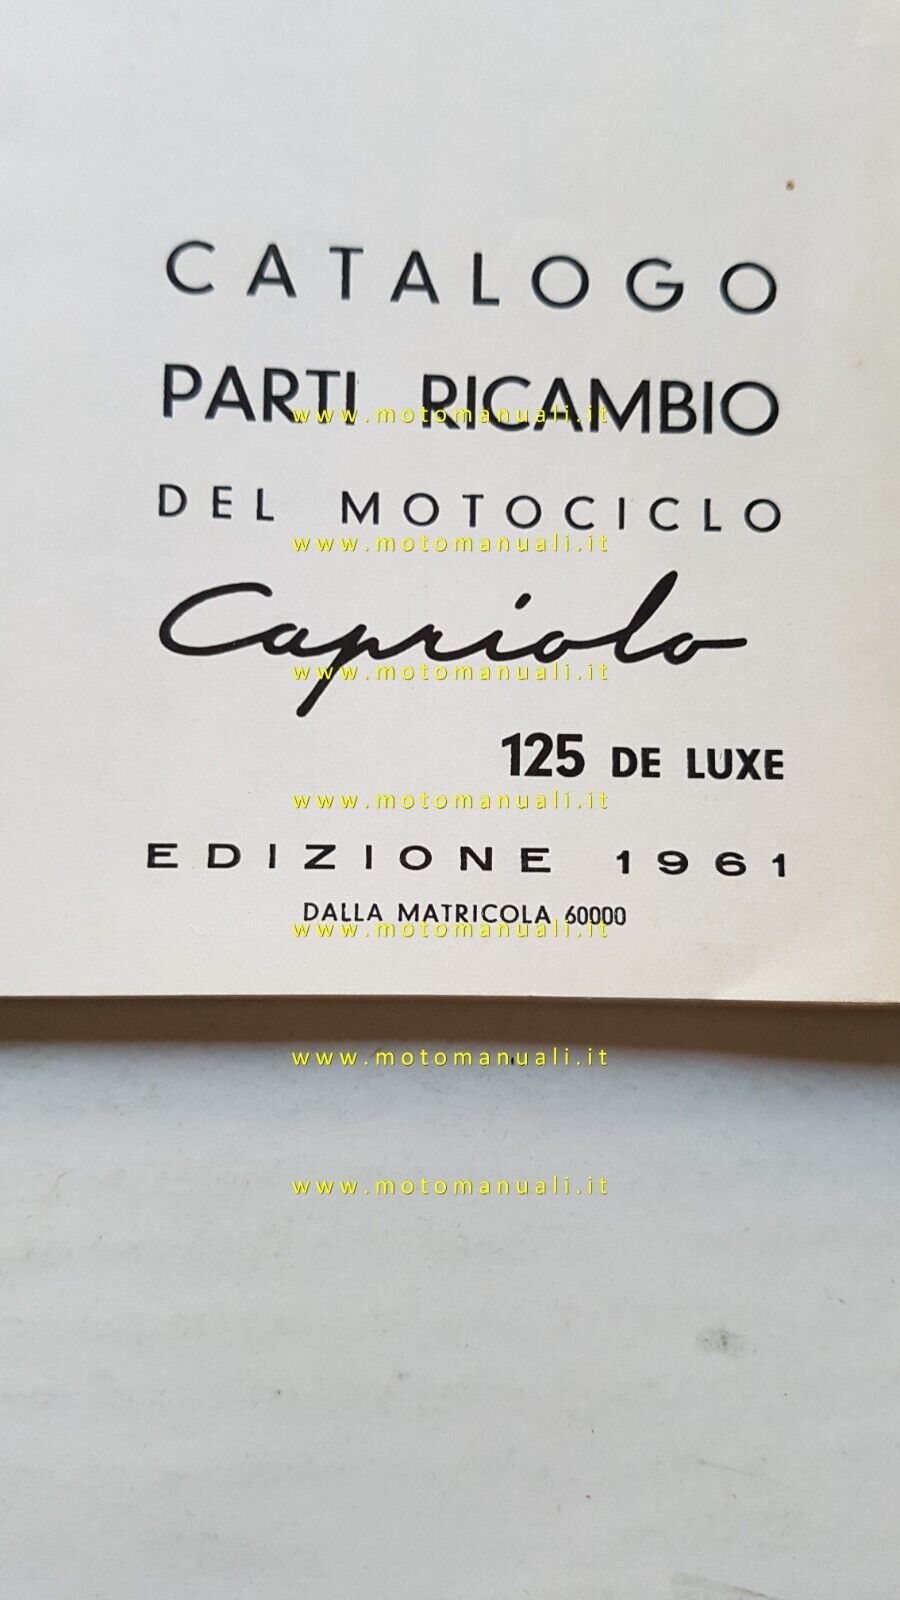 CATALOGO
PARTI RICAMBIO
www.motomanuali.it
DEL MOTOCICLO
www.motomanuali.it
Capriolo
www.motomanuali.it
125 DE LUXE
www.motomanuali.it
EDIZIONE 1961
DALLA MATRICOLA 60000
www.motomanuali.it
www.motomanuali.it
www.motomanuali.it